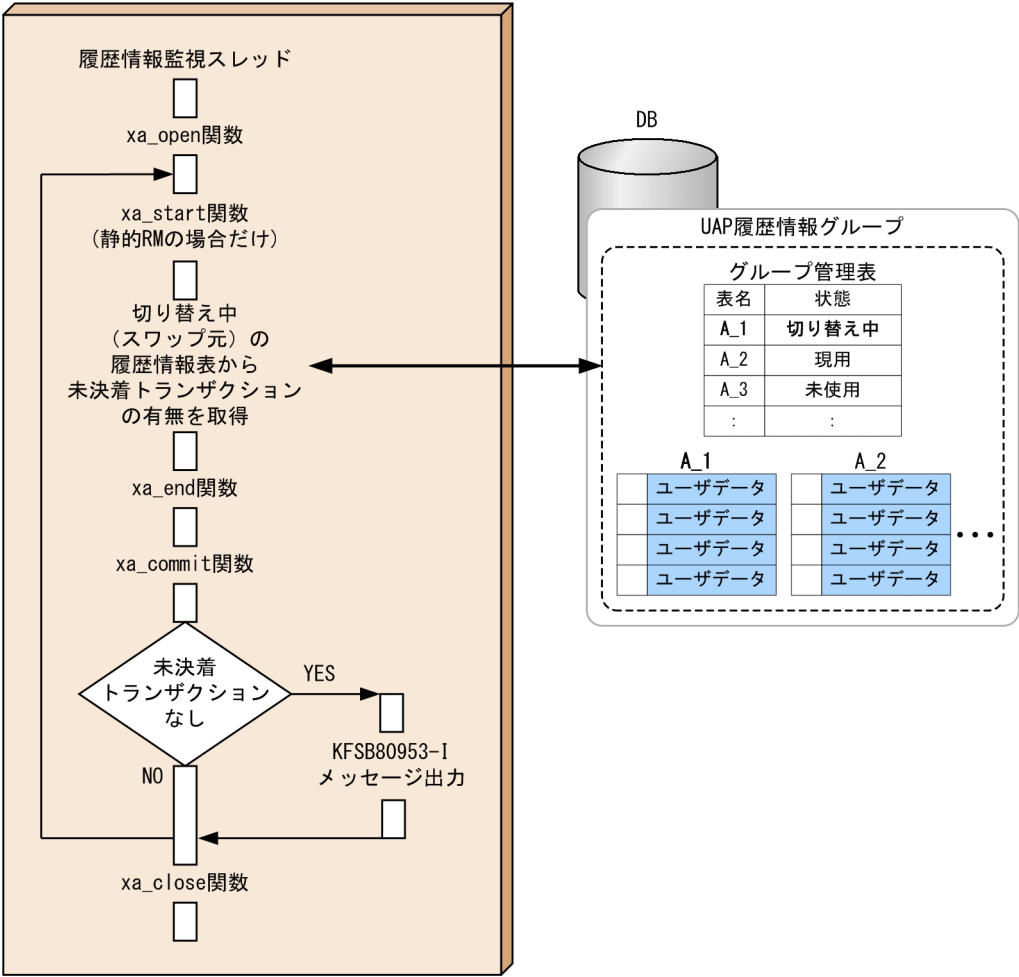 履歴情報監視スレッド
xa_open関数
xa_start関数
(静的RMの場合だけ)
切り替え中
(スワップ元)の
履歴情報表から
未決着トランザクション
の有無を取得
xa_end関数
xa_commit関数
未決着
トランザクション
なし
YES
NO
KFSB80953-I
メッセージ出力
xa_close関数
DB
UAP履歴情報グループ
グループ管理表
表名 状態
A_1 切り替え中
A_2 現用
A_3 未使用
: :
A_1 A_2
ユーザデータ ユーザデータ
ユーザデータ ユーザデータ
ユーザデータ ユーザデータ
ユーザデータ ユーザデータ
•••